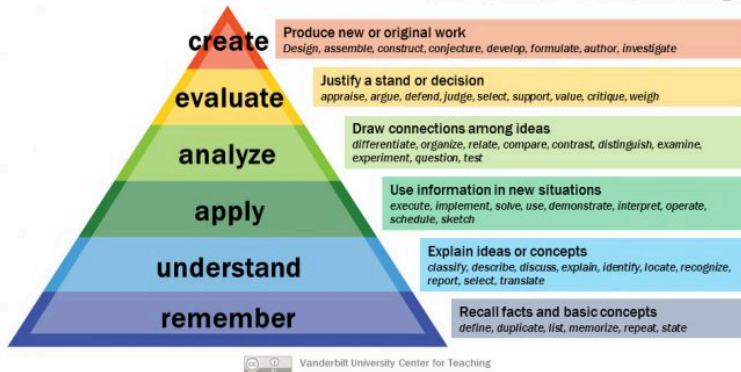 create
Produce new or original work
Design, assemble, construct, conjecture, develop, formulate, author, investigate
evaluate
Justify a stand or decision
appraise, argue, defend, judge, select, support, value, critique, weigh
analyze
Draw connections among ideas
differentiate, organize, relate, compare, contrast, distinguish, examine,
experiment, question, test
apply
Use information in new situations
execute, implement, solve, use, demonstrate, interpret, operate,
schedule, sketch
understand
Explain ideas or concepts
classify, describe, discuss, explain, identify, locate, recognize,
report, select, translate
remember
Recall facts and basic concepts
define, duplicate, list, memorize, repeat, state
cc
Vanderbilt University Center for Teaching